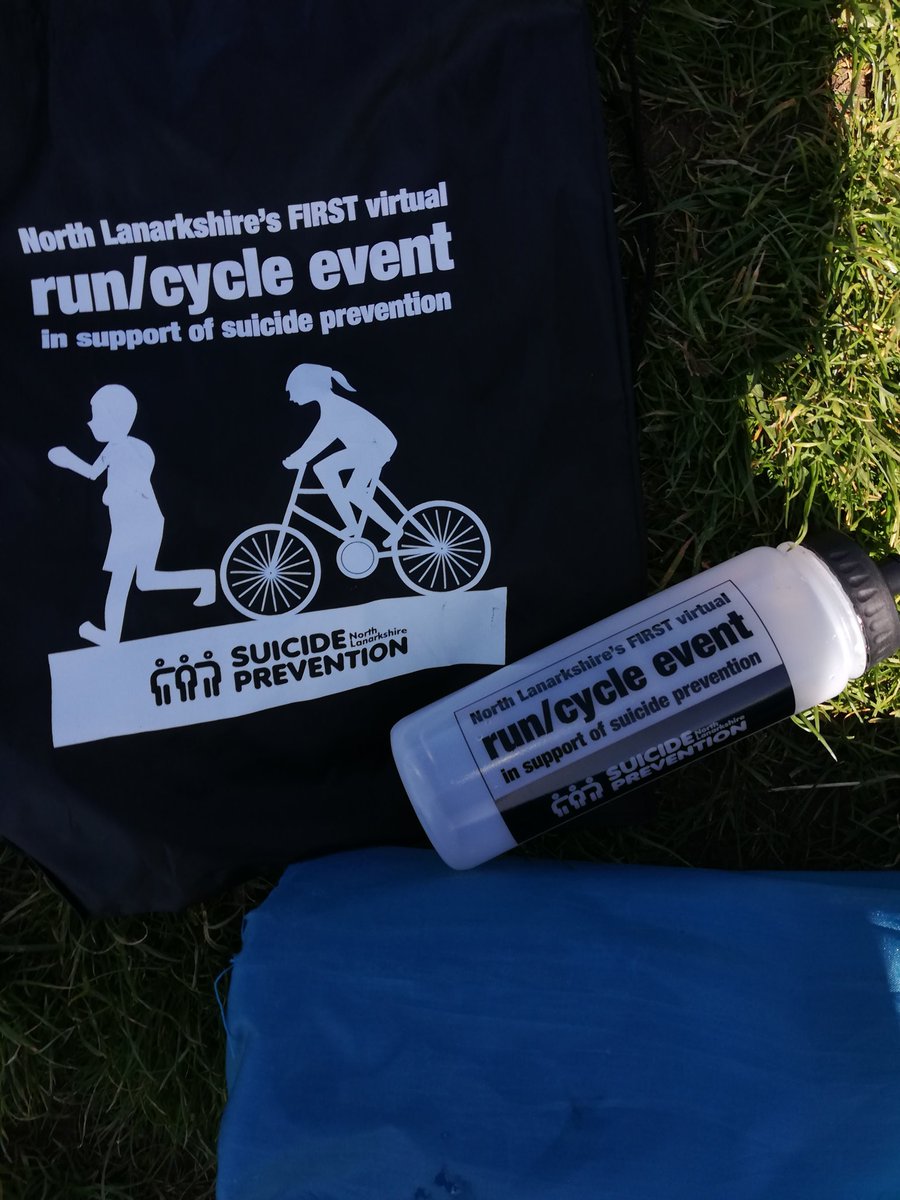 North Lanarkshire's FIRST virtual
run/cycle event
in support of suicide prevention
SUICIDE North
Lanarkshire
PREVENTION
North Lanarkshire's FIRST virtual
run/cycle event
in support of suicide prevention
SUICIDE North
Lanarkshire
PREVENTION